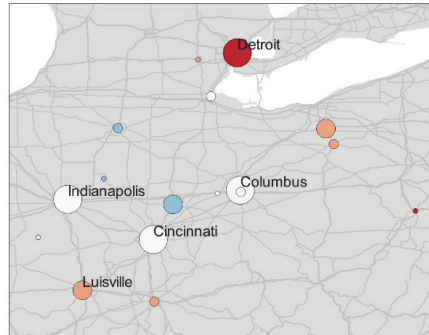 Detroit
Indianapolis
Columbus
Cincinnati
Luisville